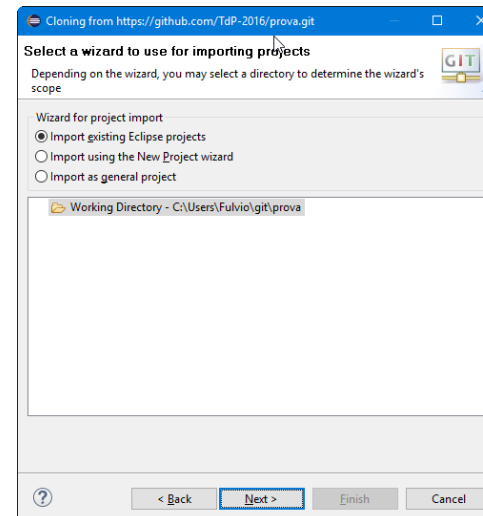 Cloning from https://github.com/TdP-2016/prova.git
Select a wizard to use for importing projects
Depending on the wizard, you may select a directory to determine the wizard's
scope
GIT
Wizard for project import
Import existing Eclipse projects
Import using the New Project wizard
Import as general project
Working Directory - C:\Users\Fulvio\git\prova
?
< Back
Next >
Finish
Cancel